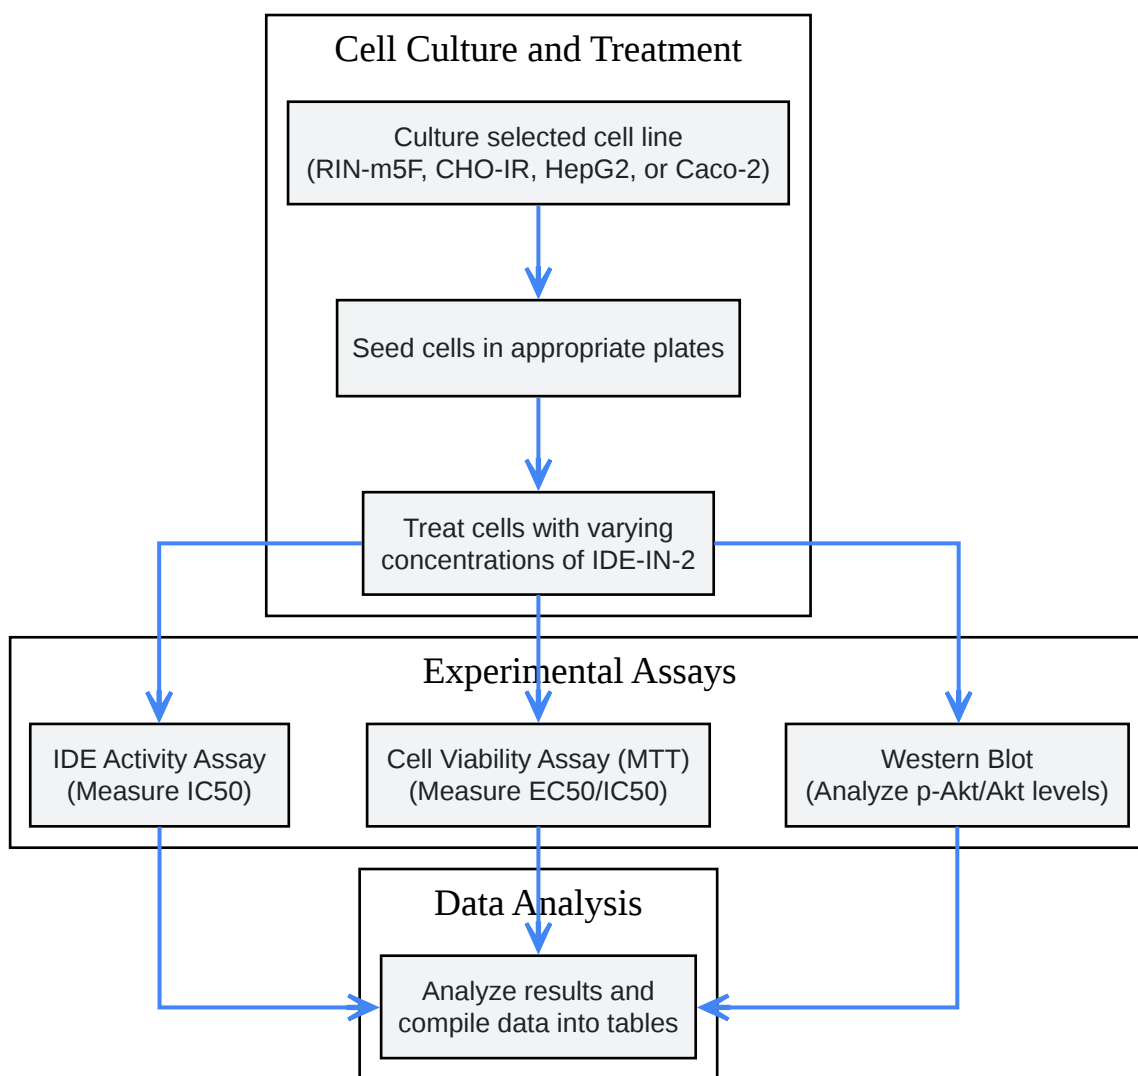 Cell Culture and Treatment
Culture selected cell line
(RIN-m5F, CHO-IR, HepG2, or Caco-2)
Seed cells in appropriate plates
Treat cells with varying
concentrations of IDE-IN-2
Experimental Assays
IDE Activity Assay
(Measure IC50)
Cell Viability Assay (MTT)
(Measure EC50/IC50)
Western Blot
(Analyze p-Akt/Akt levels)
Data Analysis
Analyze results and
compile data into tables